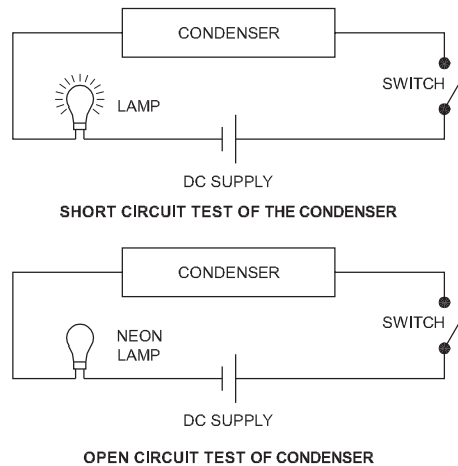 CONDENSER
SWITCH
LAMP
DC SUPPLY
SHORT CIRCUIT TEST OF THE CONDENSER
CONDENSER
SWITCH
NEON
LAMP
DC SUPPLY
OPEN CIRCUIT TEST OF CONDENSER